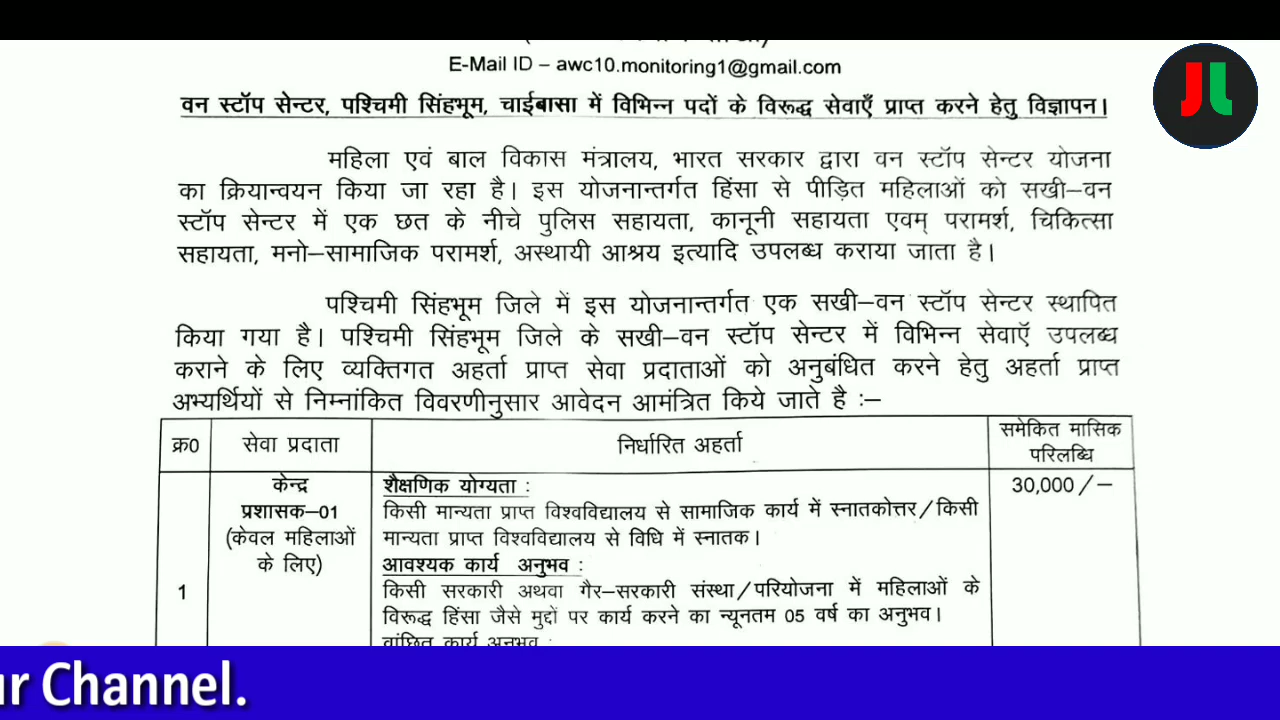 E-Mail ID – awc10.monitoring1@gmail.com
वन स्टॉप सेन्टर, पश्चिमी सिंहभूम, चाईबासा में विभिन्न पदों के विरूद्ध सेवाएँ प्राप्त करने हेतु विज्ञापन।
महिला एवं बाल विकास मंत्रालय, भारत सरकार द्वारा वन स्टॉप सेन्टर योजना
का क्रियान्वयन किया जा रहा है। इस योजनान्तर्गत हिंसा से पीड़ित महिलाओं को सखी–वन
स्टॉप सेन्टर में एक छत के नीचे पुलिस सहायता, कानूनी सहायता एवम् परामर्श, चिकित्सा
सहायता, मनो–सामाजिक परामर्श, अस्थायी आश्रय इत्यादि उपलब्ध कराया जाता है।
पश्चिमी सिंहभूम जिले में इस योजनान्तर्गत एक सखी–वन स्टॉप सेन्टर स्थापित
किया गया है। पश्चिमी सिंहभूम जिले के सखी–वन स्टॉप सेन्टर में विभिन्न सेवाऍ उपलब्ध
कराने के लिए व्यक्तिगत अहर्ता प्राप्त सेवा प्रदाताओं को अनुबंधित करने हेतु अहर्ता प्राप्त
अभ्यर्थियों से निम्नांकित विवरणीनुसार आवेदन आमंत्रित किये जाते है :–
क्र0
सेवा प्रदाता
निर्धारित अहर्ता
समेकित मासिक
परिलब्धि
1
केन्द्र
प्रशासक–01
(केवल महिलाओं
के लिए)
शैक्षणिक योग्यता :
किसी मान्यता प्राप्त विश्वविद्यालय से सामाजिक कार्य में स्नातकोत्तर/किसी
मान्यता प्राप्त विश्वविद्यालय से विधि में स्नातक।
आवश्यक कार्य अनुभव :
किसी सरकारी अथवा गैर–सरकारी संस्था/परियोजना में महिलाओं के
विरूद्ध हिंसा जैसे मुद्दों पर कार्य करने का न्यूनतम 05 वर्ष का अनुभव।
वांछित कार्य अनुभव :
30,000/–
ur Channel.